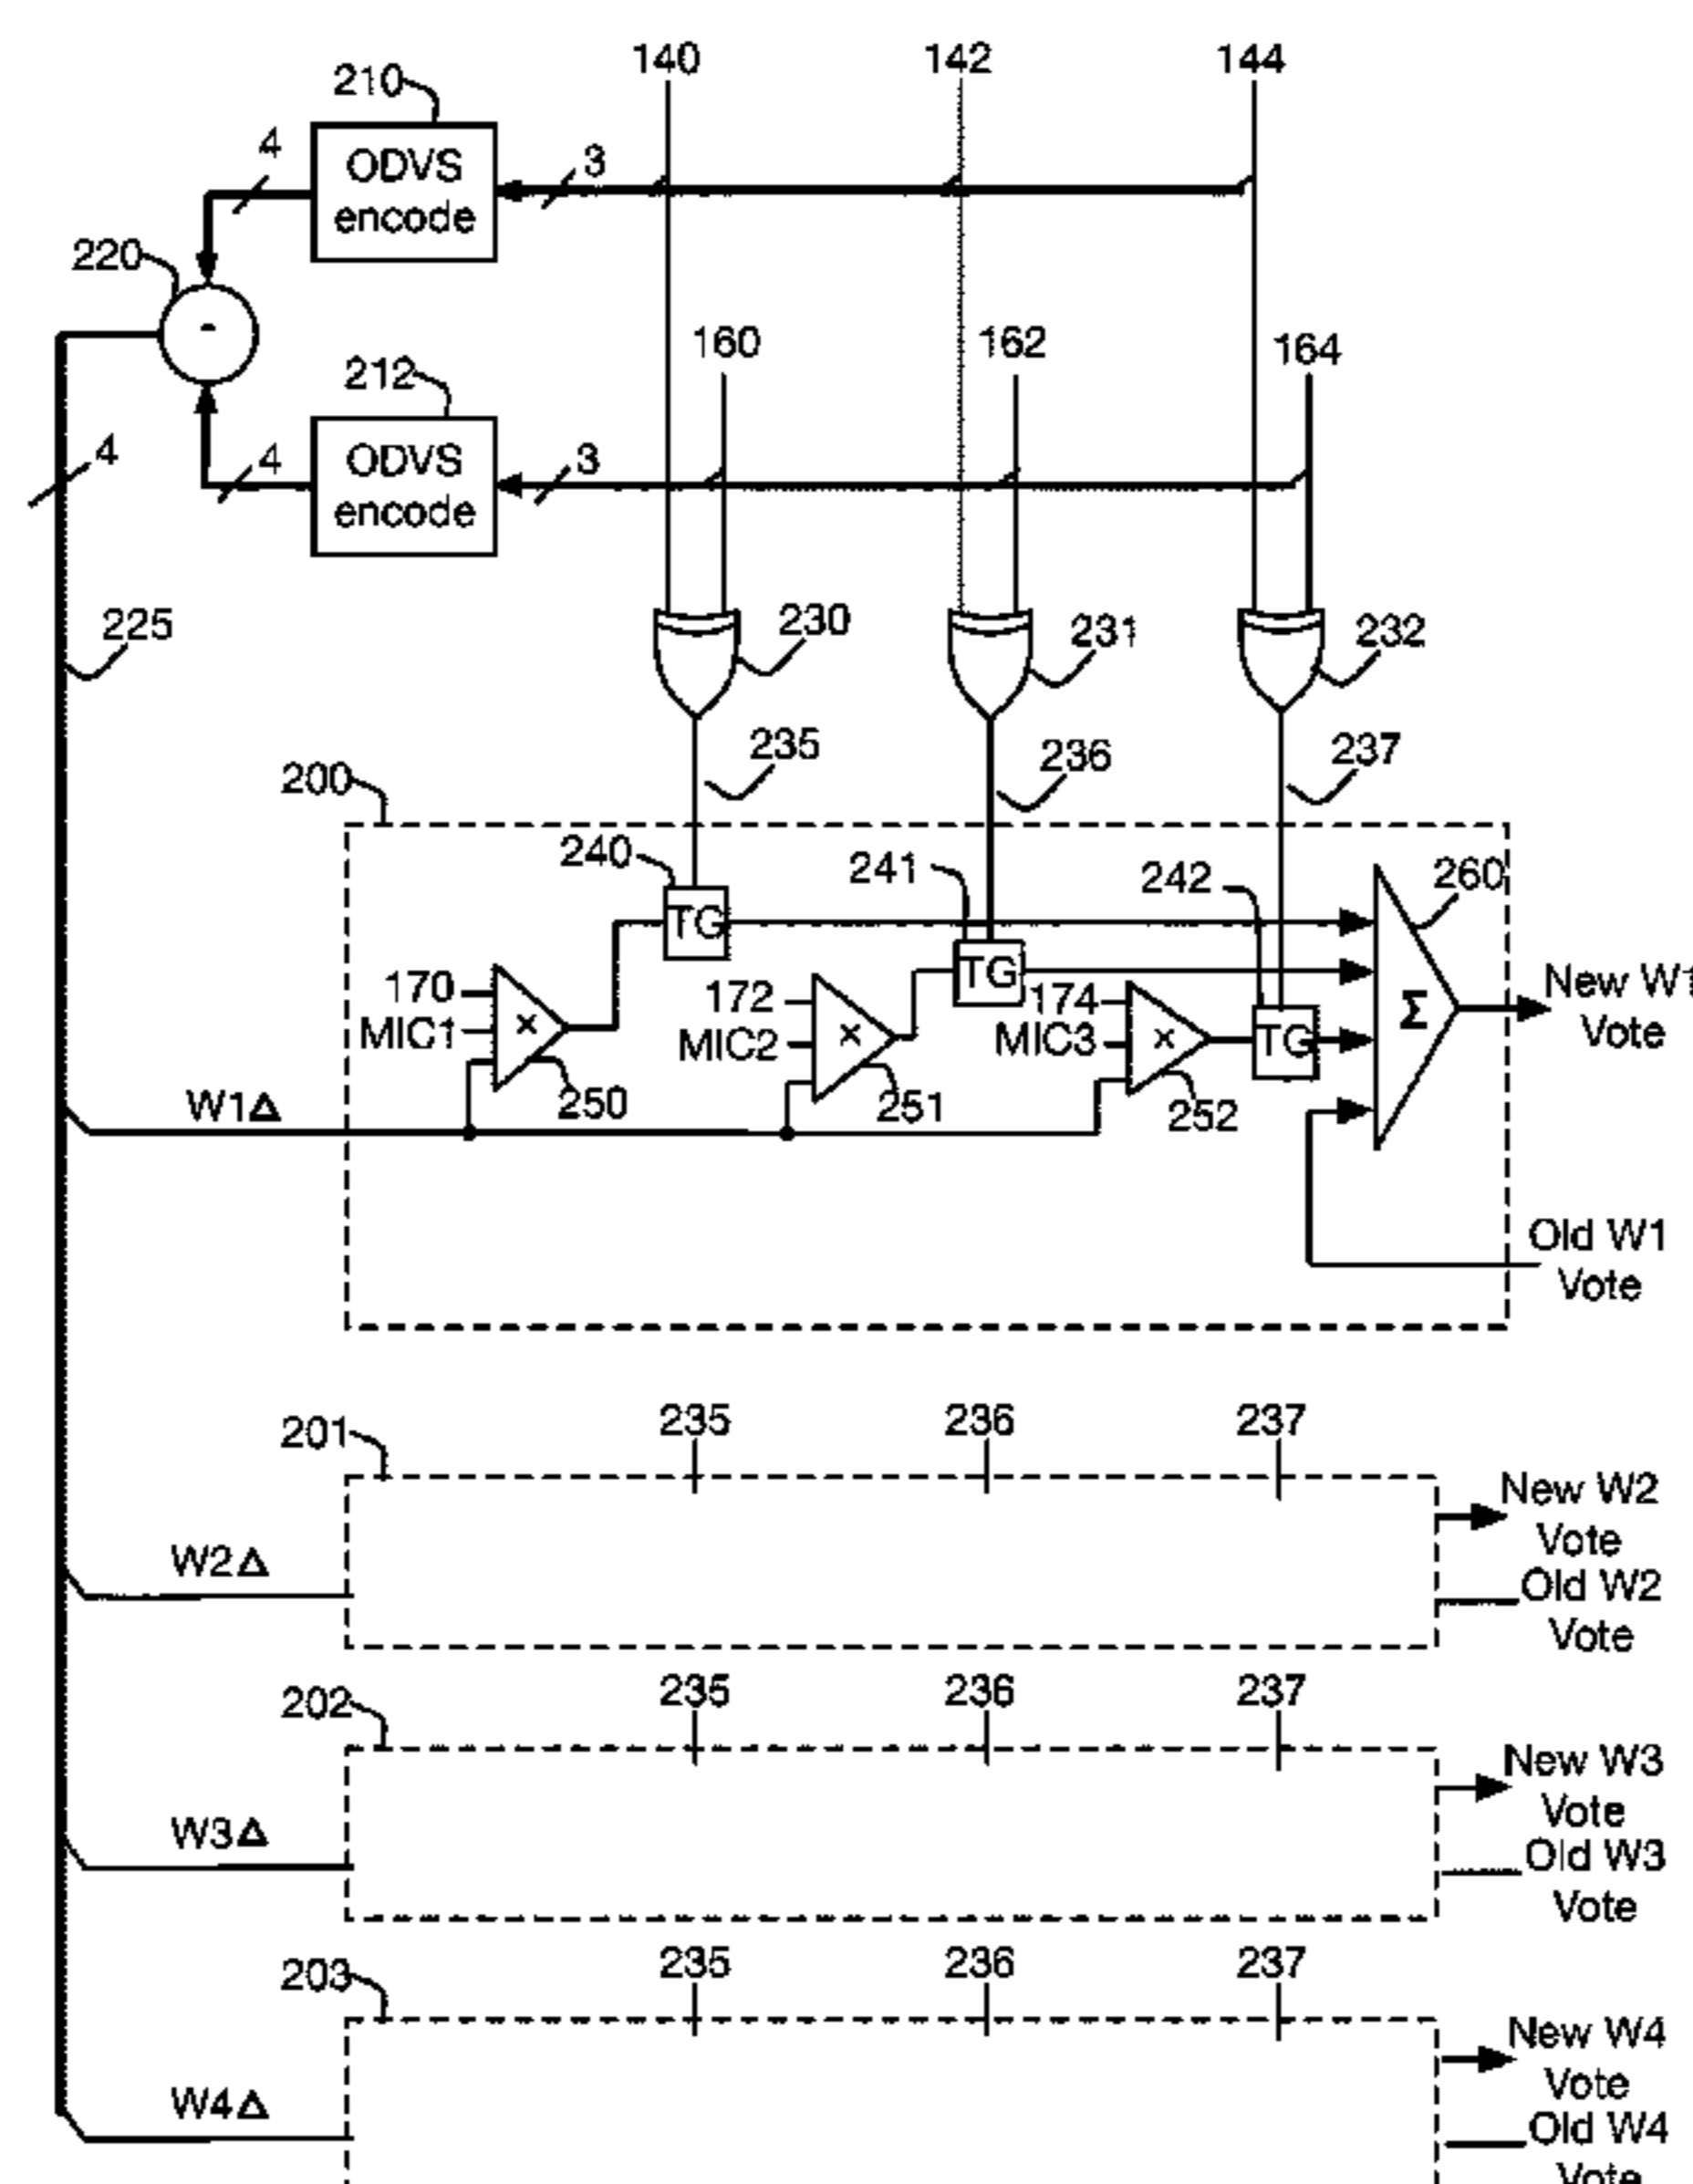 140
142
144
210
4
ODVS
encode
3
220
-
160
162
164
212
4
4
ODVS
encode
3
225
230
231
232
235
236
237
200
240
241
242
260
TG
TG
TG
170
MIC1
×
250
172
MIC2
×
251
174
MIC3
×
252
Σ
New W1
Vote
W1Δ
Old W1
Vote
201
235
236
237
New W2
Vote
W2Δ
Old W2
Vote
202
235
236
237
New W3
Vote
W3Δ
Old W3
Vote
203
235
236
237
New W4
Vote
W4Δ
Old W4
Vote